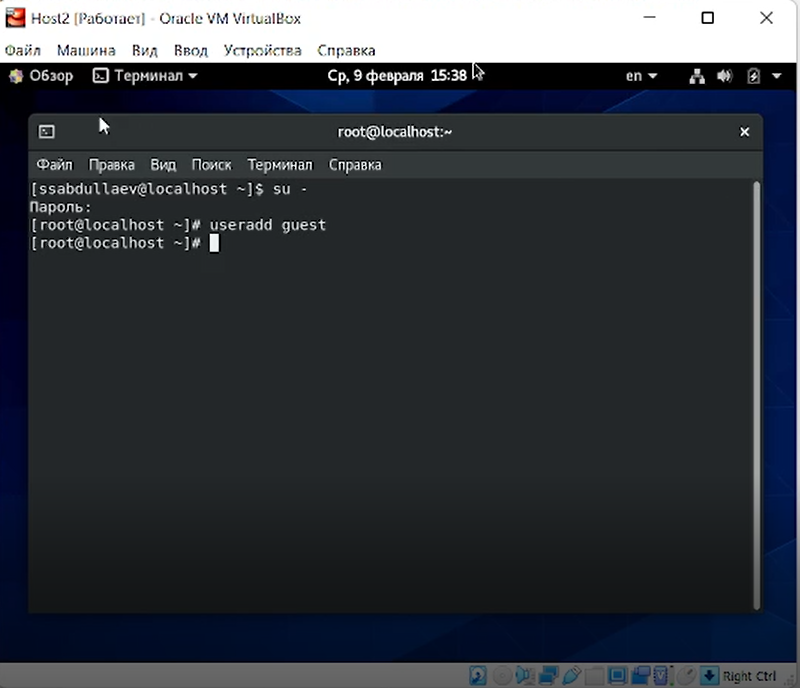 Host2 [Работает] - Oracle VM VirtualBox
Файл Машина Вид Ввод Устройства Справка
Обзор Терминал Ср, 9 февраля 15:38 en
root@localhost:~
Файл Правка Вид Поиск Терминал Справка
[ssabdullaev@localhost ~]$ su -
Пароль:
[root@localhost ~]# useradd guest
[root@localhost ~]#
Right Ctrl